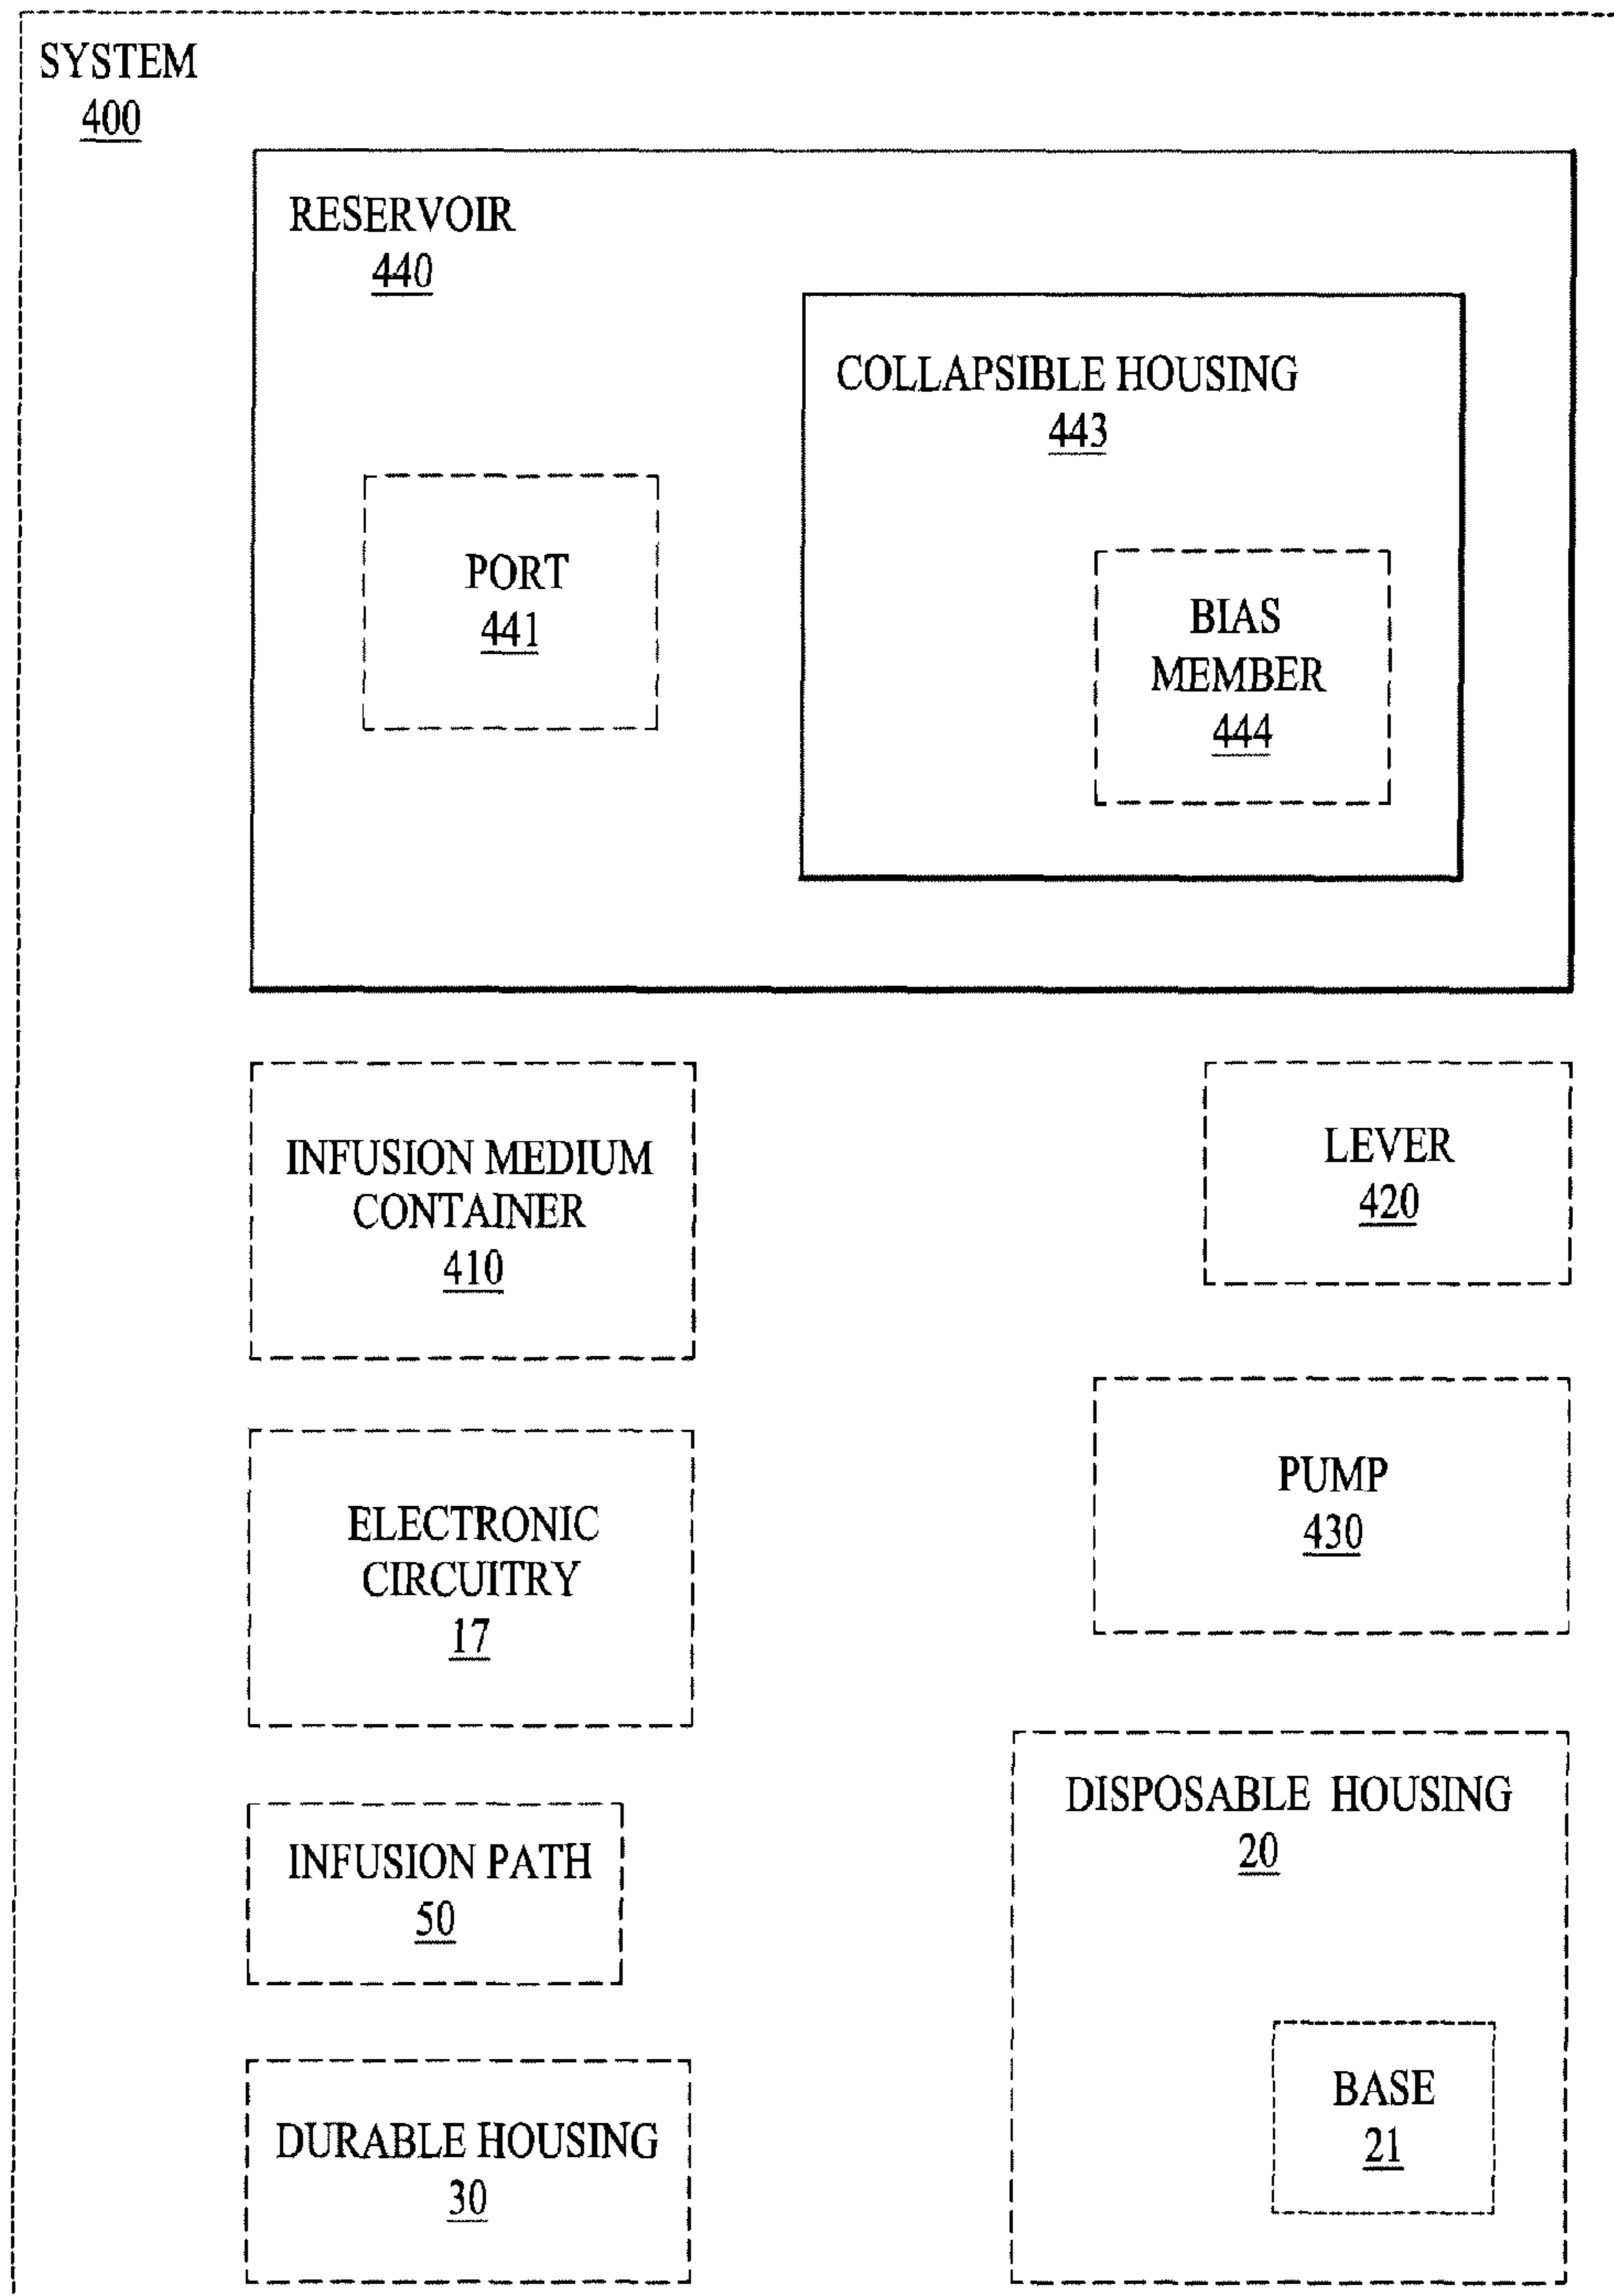 SYSTEM
400
RESERVOIR
440
COLLAPSIBLE HOUSING
443
PORT
441
BIAS
MEMBER
444
INFUSION MEDIUM
CONTAINER
410
LEVER
420
ELECTRONIC
CIRCUITRY
17
PUMP
430
INFUSION PATH
50
DISPOSABLE HOUSING
20
DURABLE HOUSING
30
BASE
21